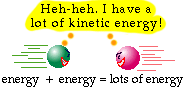 Heh-heh. I have a
lot of kinetic energy!
energy + energy = lots of energy